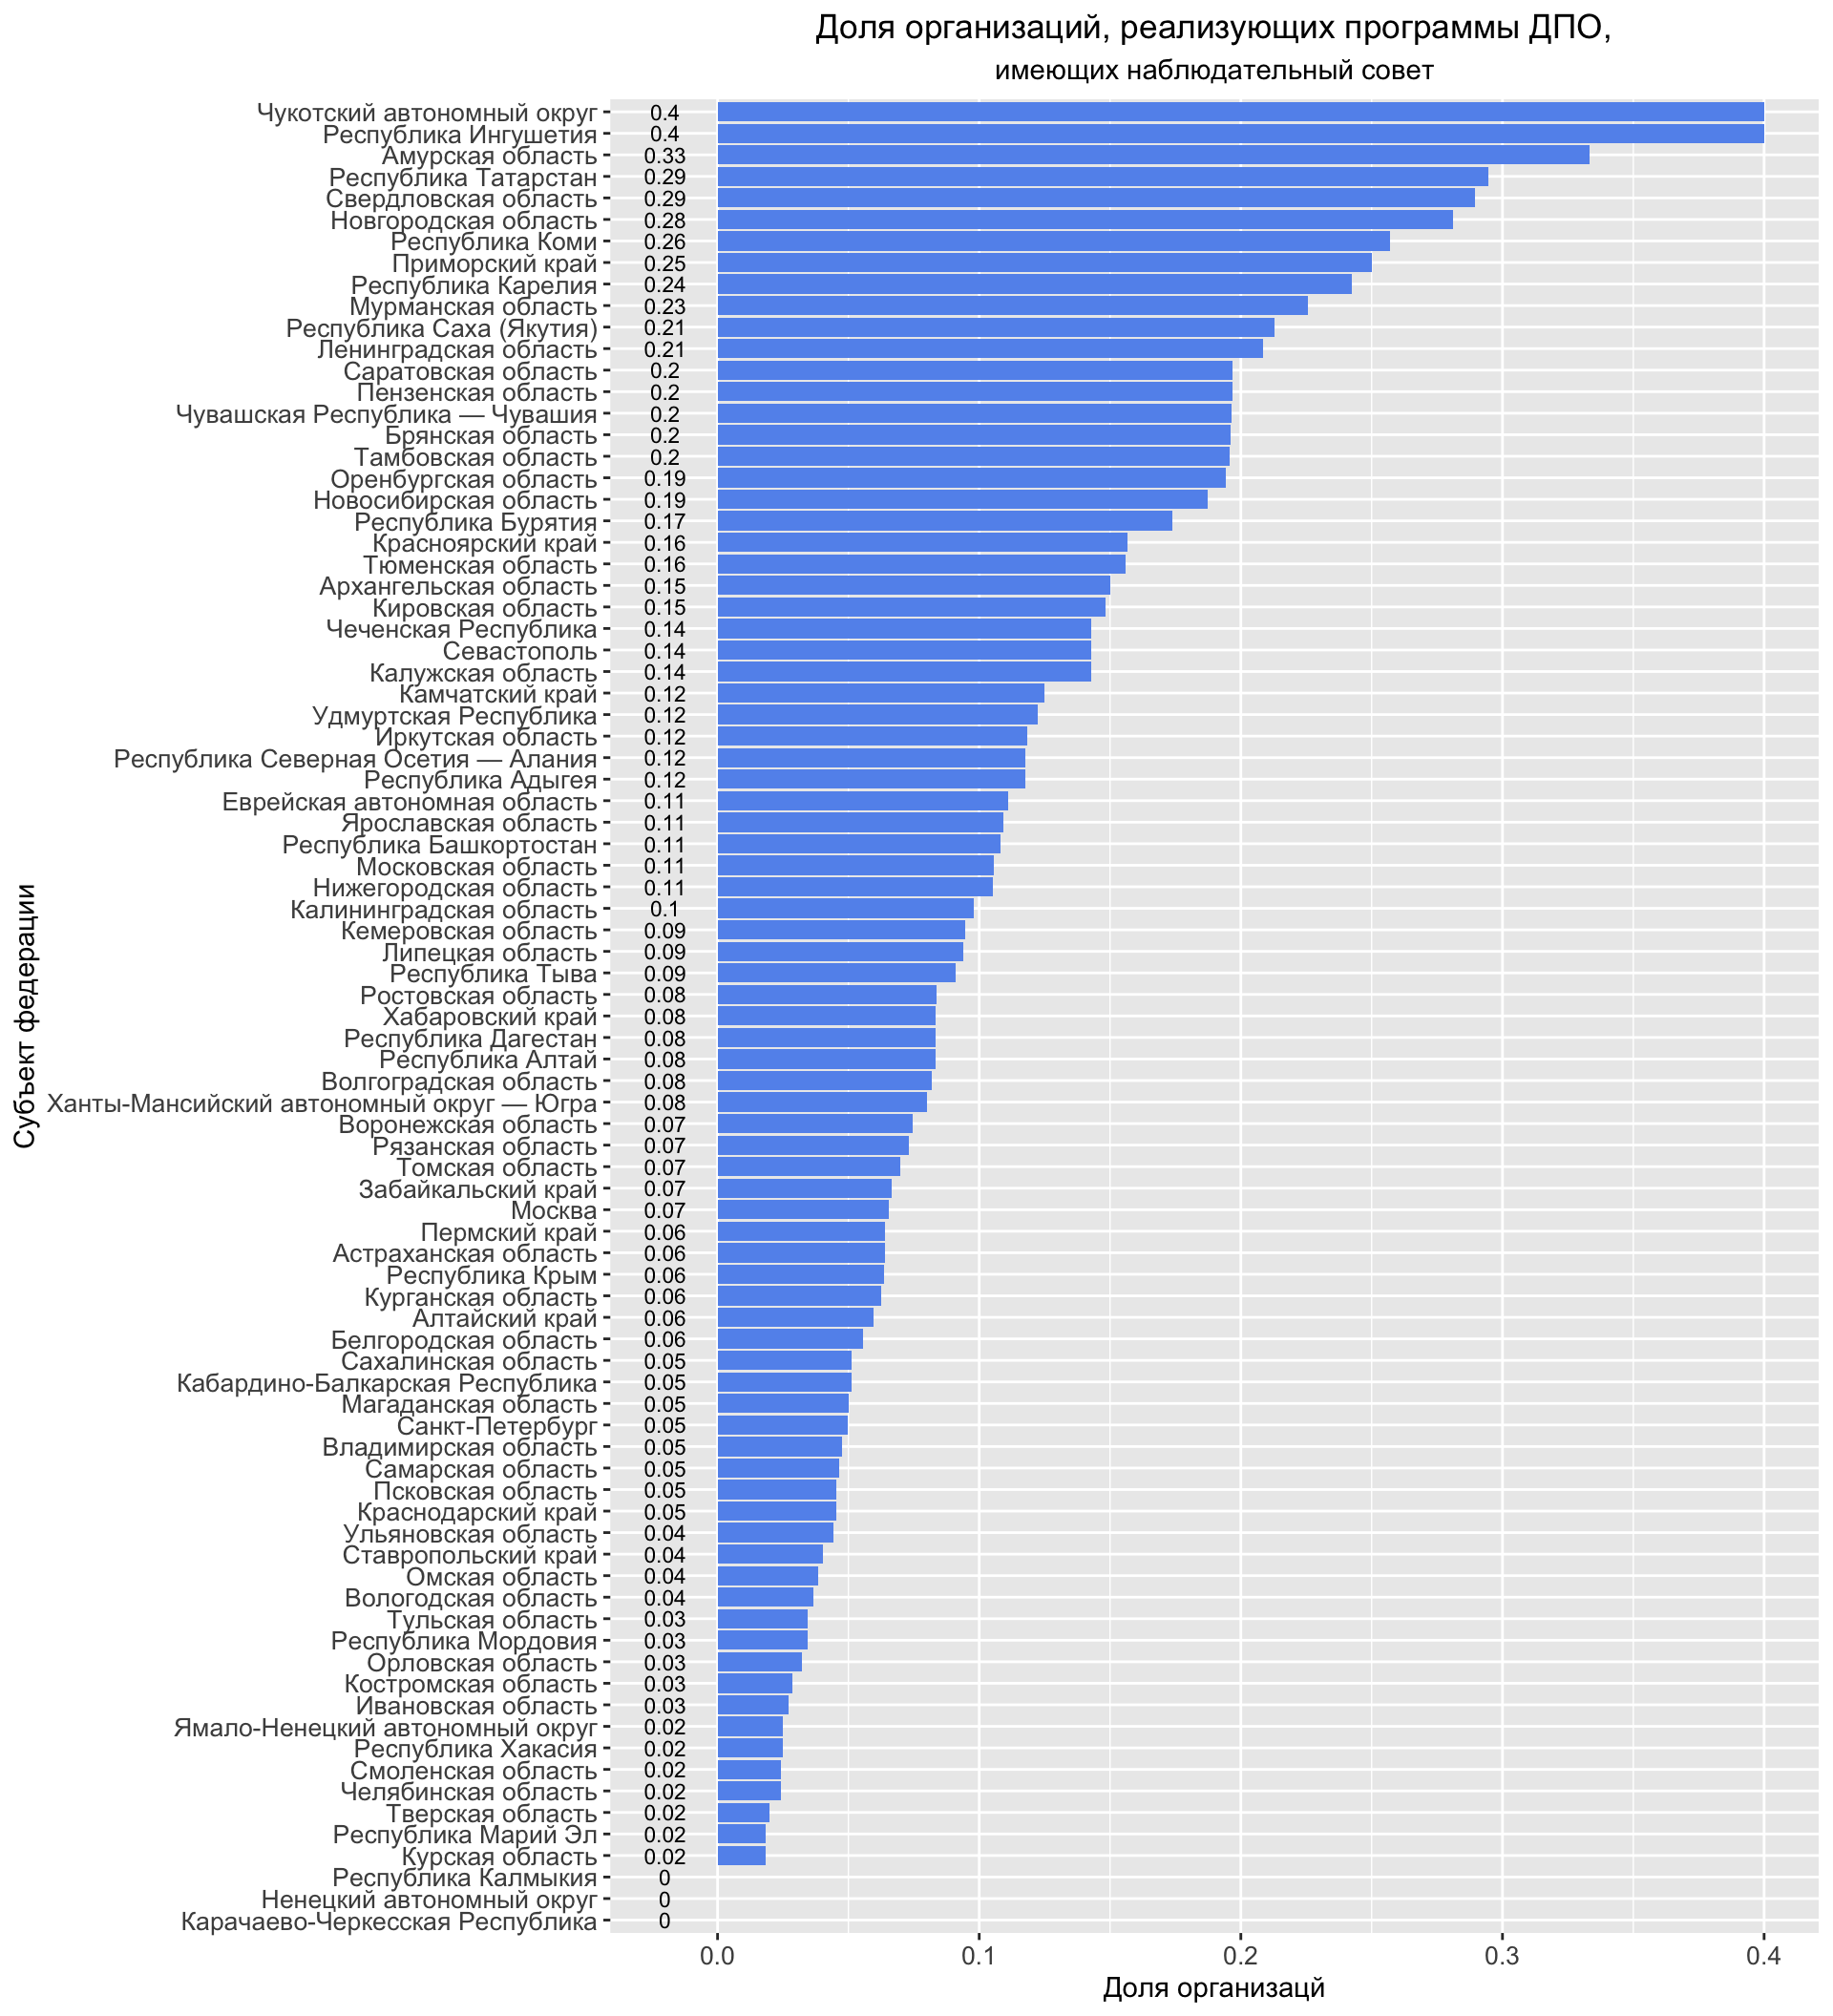 Доля организаций, реализующих программы ДПО,
имеющих наблюдательный совет
Чукотский автономный округ 0.4
Республика Ингушетия 0.4
Амурская область 0.33
Республика Татарстан 0.29
Свердловская область 0.29
Новгородская область 0.28
Республика Коми 0.26
Приморский край 0.25
Республика Карелия 0.24
Мурманская область 0.23
Республика Саха (Якутия) 0.21
Ленинградская область 0.21
Саратовская область 0.2
Пензенская область 0.2
Чувашская Республика — Чувашия 0.2
Брянская область 0.2
Тамбовская область 0.2
Оренбургская область 0.19
Новосибирская область 0.19
Республика Бурятия 0.17
Красноярский край 0.16
Тюменская область 0.16
Архангельская область 0.15
Кировская область 0.15
Чеченская Республика 0.14
Севастополь 0.14
Калужская область 0.14
Камчатский край 0.12
Удмуртская Республика 0.12
Иркутская область 0.12
Республика Северная Осетия — Алания 0.12
Республика Адыгея 0.12
Еврейская автономная область 0.11
Ярославская область 0.11
Республика Башкортостан 0.11
Московская область 0.11
Нижегородская область 0.11
Калининградская область 0.1
Кемеровская область 0.09
Липецкая область 0.09
Республика Тыва 0.09
Ростовская область 0.08
Хабаровский край 0.08
Республика Дагестан 0.08
Республика Алтай 0.08
Волгоградская область 0.08
Ханты-Мансийский автономный округ — Югра 0.08
Воронежская область 0.07
Рязанская область 0.07
Томская область 0.07
Забайкальский край 0.07
Москва 0.07
Пермский край 0.06
Астраханская область 0.06
Республика Крым 0.06
Курганская область 0.06
Алтайский край 0.06
Белгородская область 0.06
Сахалинская область 0.05
Кабардино-Балкарская Республика 0.05
Магаданская область 0.05
Санкт-Петербург 0.05
Владимирская область 0.05
Самарская область 0.05
Псковская область 0.05
Краснодарский край 0.05
Ульяновская область 0.04
Ставропольский край 0.04
Омская область 0.04
Вологодская область 0.04
Тульская область 0.03
Республика Мордовия 0.03
Орловская область 0.03
Костромская область 0.03
Ивановская область 0.03
Ямало-Ненецкий автономный округ 0.02
Республика Хакасия 0.02
Смоленская область 0.02
Челябинская область 0.02
Тверская область 0.02
Республика Марий Эл 0.02
Курская область 0.02
Республика Калмыкия 0
Ненецкий автономный округ 0
Карачаево-Черкесская Республика 0
Субъект федерации
0.0 0.1 0.2 0.3 0.4
Доля организацй